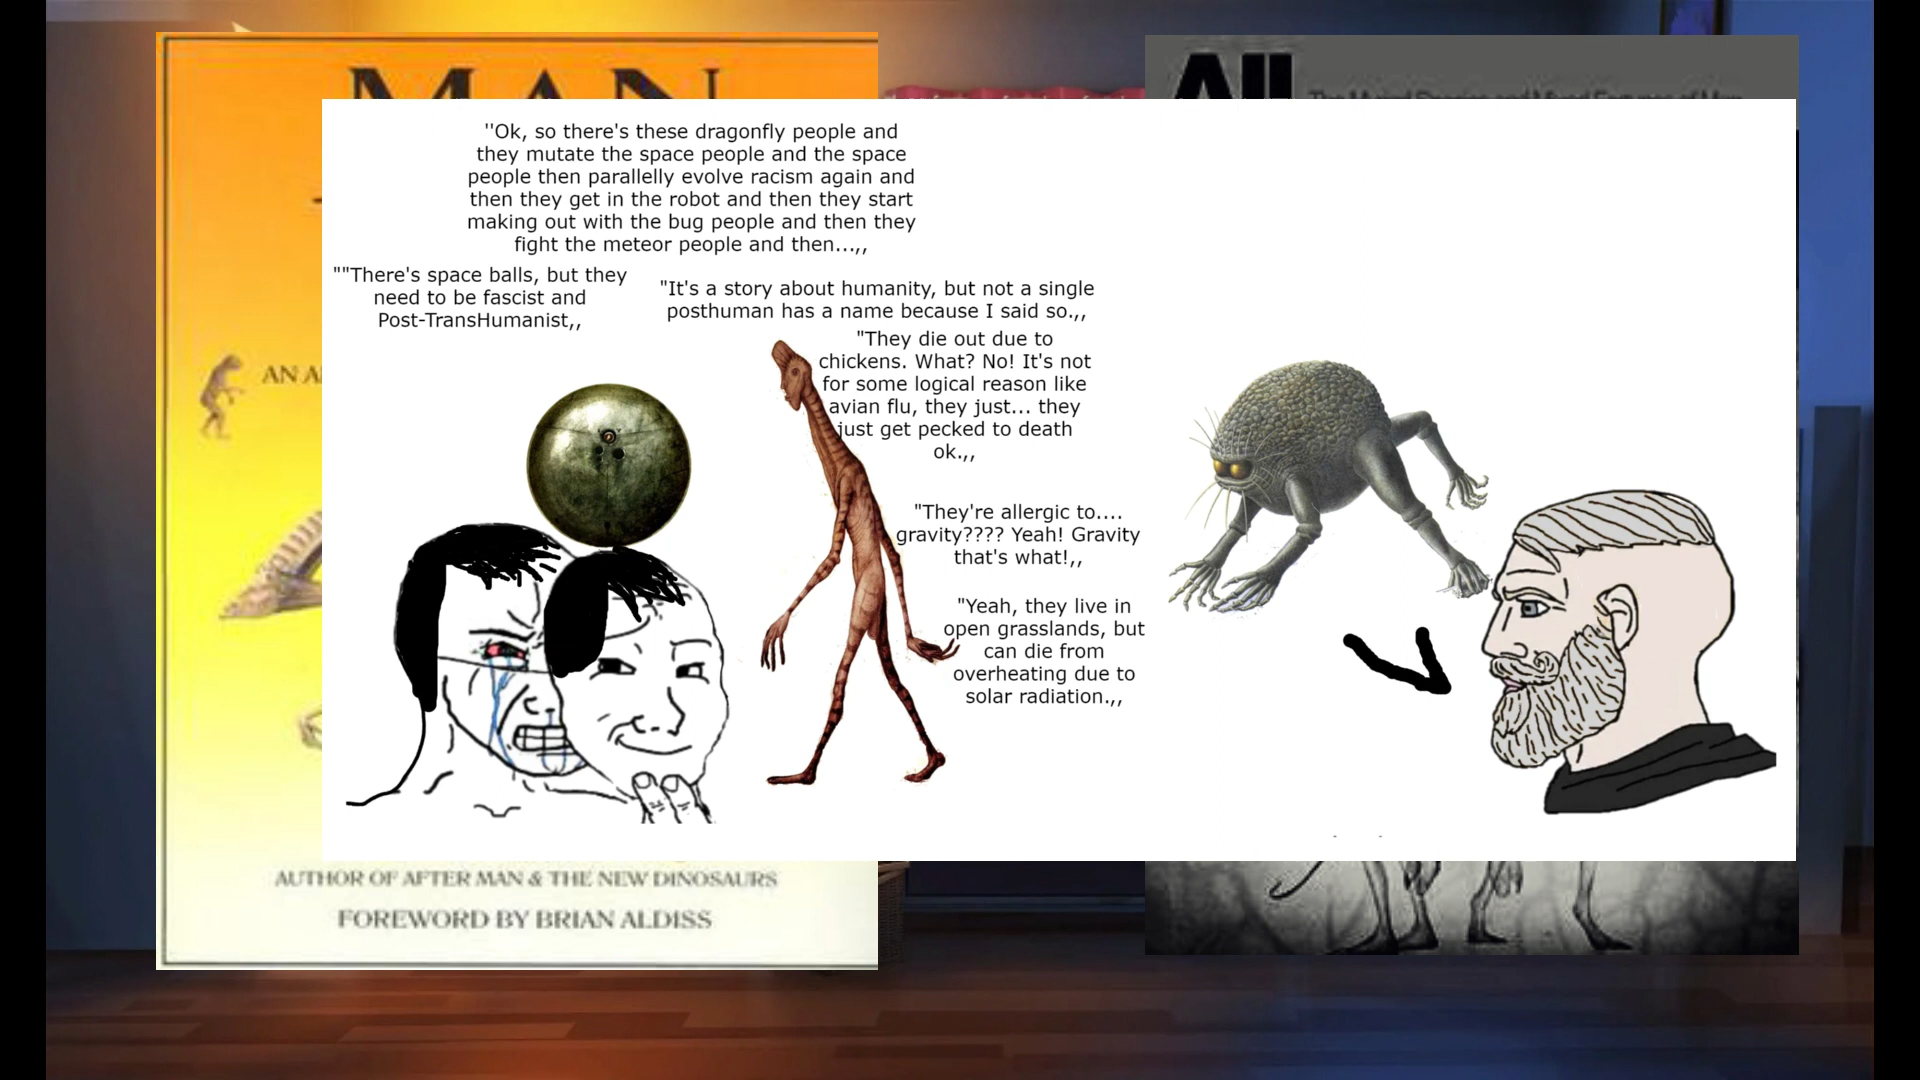 MAN
All
''Ok, so there's these dragonfly people and
they mutate the space people and the space
people then parallelly evolve racism again and
then they get in the robot and then they start
making out with the bug people and then they
fight the meteor people and then...,,
""There's space balls, but they
need to be fascist and
Post-TransHumanist,,
"It's a story about humanity, but not a single
posthuman has a name because I said so.,,
"They die out due to
chickens. What? No! It's not
for some logical reason like
avian flu, they just... they
just get pecked to death
ok.,,
AN A
"They're allergic to....
gravity???? Yeah! Gravity
that's what!,,
"Yeah, they live in
open grasslands, but
can die from
overheating due to
solar radiation.,,
AUTHOR OF AFTER MAN & THE NEW DINOSAURS
FOREWORD BY BRIAN ALDISS